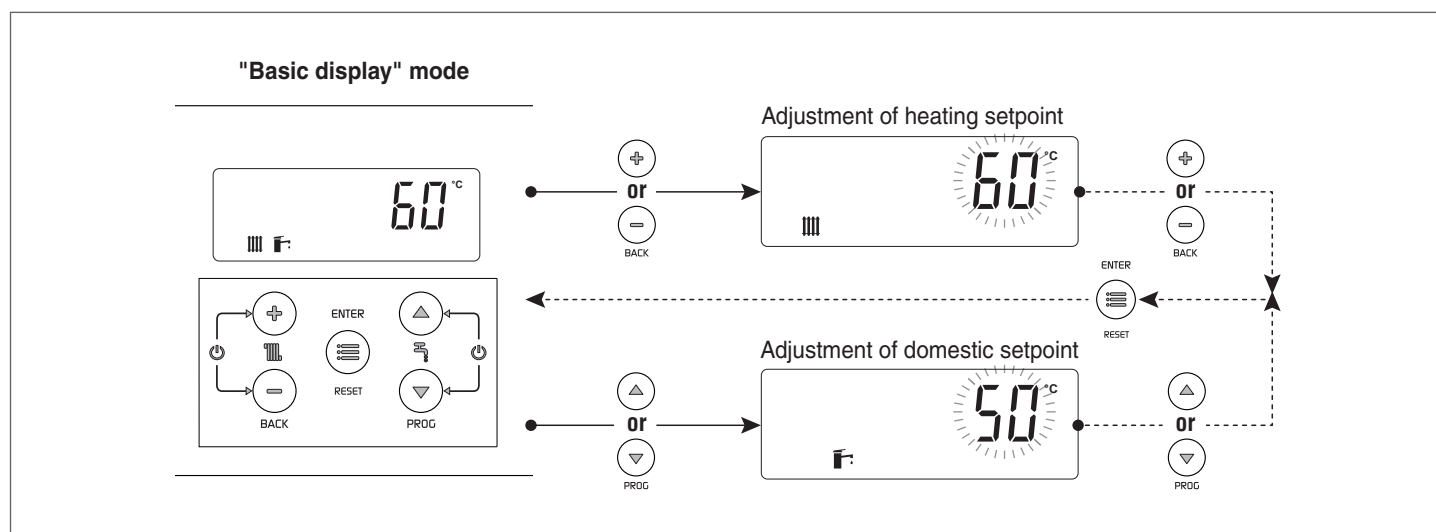 "Basic display" mode
60 °C
ENTER
RESET
BACK
PROG
or
BACK
Adjustment of heating setpoint
60 °C
or
BACK
ENTER
RESET
or
PROG
Adjustment of domestic setpoint
50 °C
or
PROG